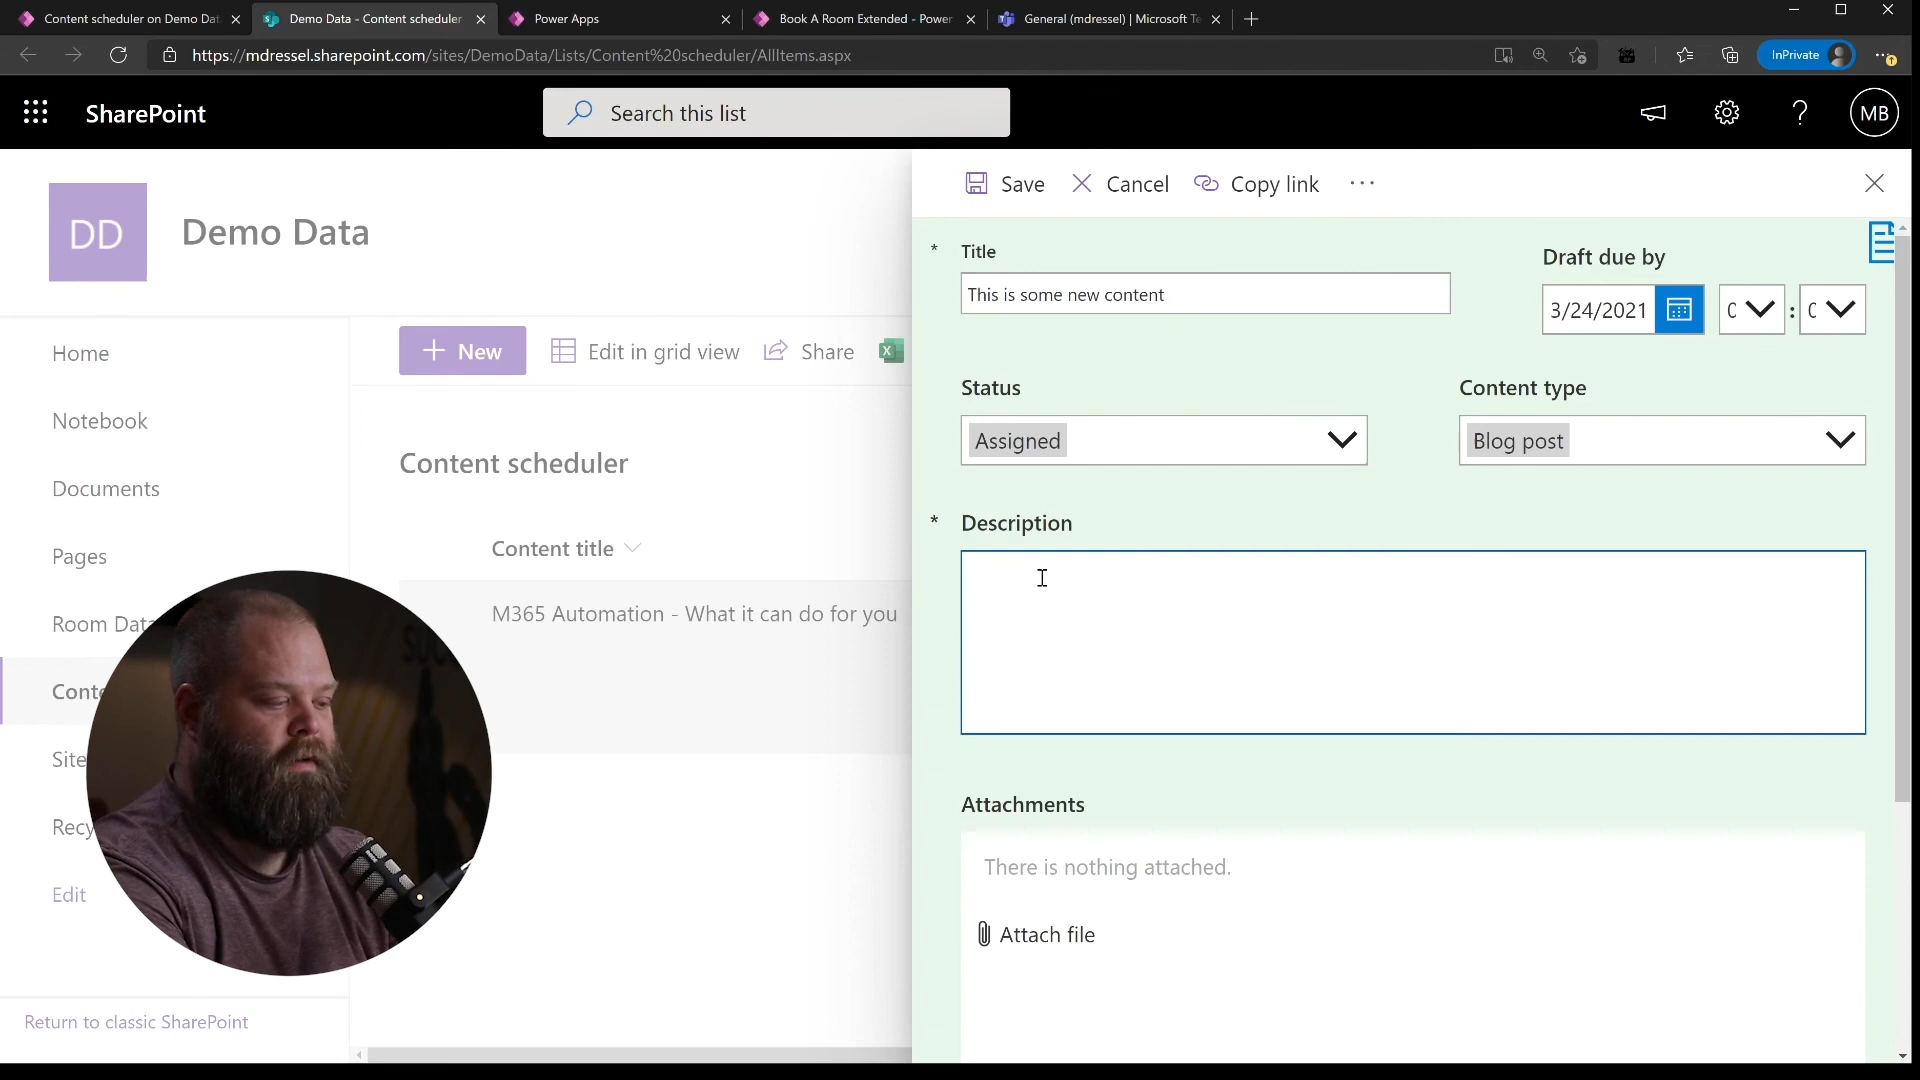 Content scheduler on Demo Dat
Demo Data - Content scheduler
Power Apps
Book A Room Extended - Power
General (mdressel) | Microsoft Te
https://mdressel.sharepoint.com/sites/DemoData/Lists/Content%20scheduler/AllItems.aspx
InPrivate
SharePoint
Search this list
MB
DD
Demo Data
Home
Notebook
Documents
Pages
Room Data
Conte
Site
Recy
Edit
Return to classic SharePoint
New
Edit in grid view
Share
Content scheduler
Content title
M365 Automation - What it can do for you
Save
Cancel
Copy link
* Title
This is some new content
Draft due by
3/24/2021
:
Status
Assigned
Content type
Blog post
* Description
Attachments
There is nothing attached.
Attach file